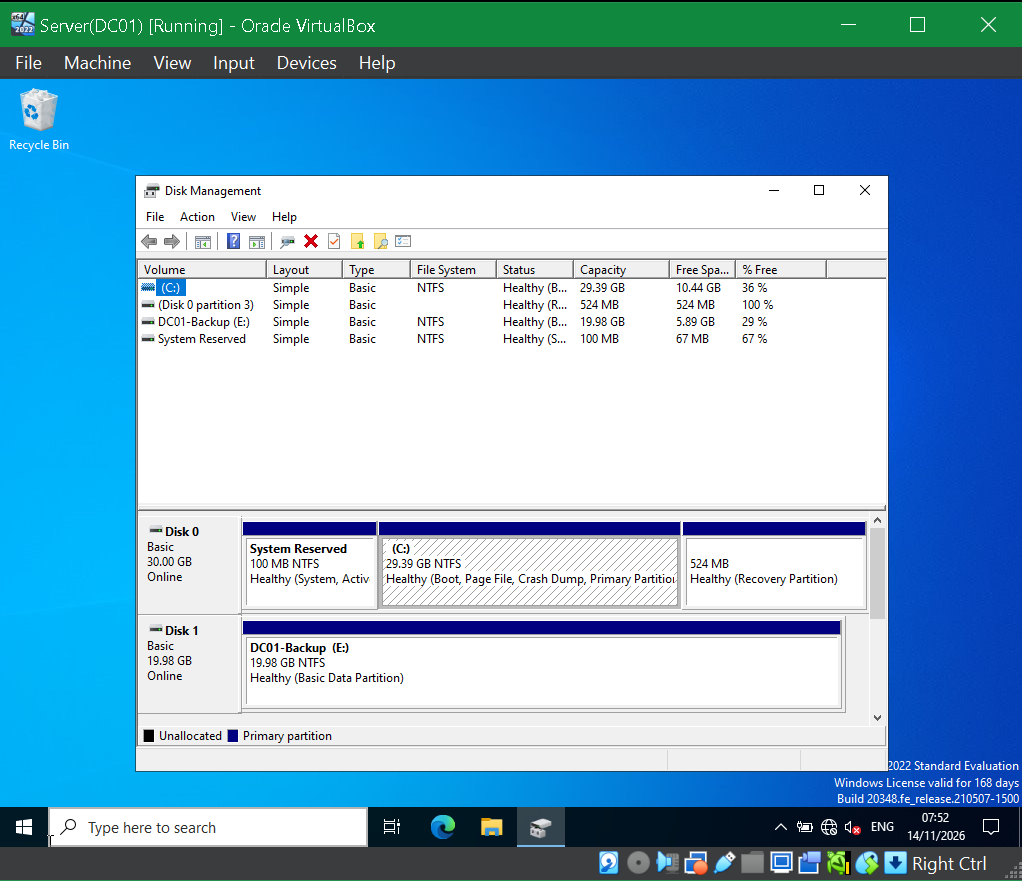 Server(DC01) [Running] - Oracle VirtualBox
File Machine View Input Devices Help
Recycle Bin
Disk Management
File Action View Help
Volume Layout Type File System Status Capacity Free Spa... % Free
(C:) Simple Basic NTFS Healthy (B... 29.39 GB 10.44 GB 36 %
(Disk 0 partition 3) Simple Basic Healthy (R... 524 MB 524 MB 100 %
DC01-Backup (E:) Simple Basic NTFS Healthy (B... 19.98 GB 5.89 GB 29 %
System Reserved Simple Basic NTFS Healthy (S... 100 MB 67 MB 67 %
Disk 0
Basic
30.00 GB
Online
System Reserved
100 MB NTFS
Healthy (System, Activ
(C:)
29.39 GB NTFS
Healthy (Boot, Page File, Crash Dump, Primary Partition
524 MB
Healthy (Recovery Partition)
Disk 1
Basic
19.98 GB
Online
DC01-Backup (E:)
19.98 GB NTFS
Healthy (Basic Data Partition)
Unallocated Primary partition
2022 Standard Evaluation
Windows License valid for 168 days
Build 20348.fe_release.210507-1500
Type here to search
ENG
07:52
14/11/2026
Right Ctrl